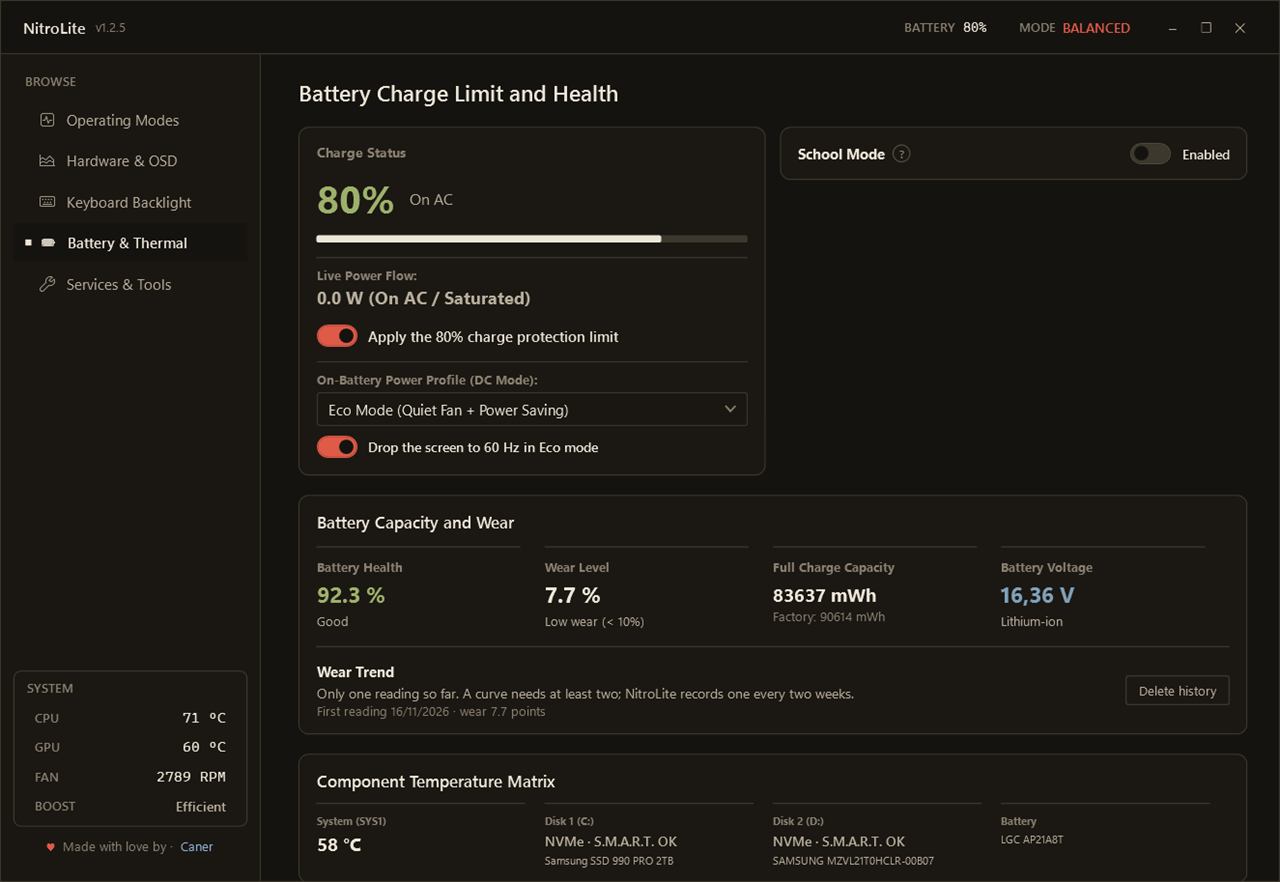 NitroLite v1.2.5
BATTERY 80% MODE BALANCED
BROWSE
Operating Modes
Hardware & OSD
Keyboard Backlight
Battery & Thermal
Services & Tools
SYSTEM
CPU 71 ºC
GPU 60 ºC
FAN 2789 RPM
BOOST Efficient
♥ Made with love by · Caner
Battery Charge Limit and Health
Charge Status
80% On AC
Live Power Flow:
0.0 W (On AC / Saturated)
Apply the 80% charge protection limit
On-Battery Power Profile (DC Mode):
Eco Mode (Quiet Fan + Power Saving)
Drop the screen to 60 Hz in Eco mode
School Mode ? Enabled
Battery Capacity and Wear
Battery Health
92.3 %
Good
Wear Level
7.7 %
Low wear (< 10%)
Full Charge Capacity
83637 mWh
Factory: 90614 mWh
Battery Voltage
16,36 V
Lithium-ion
Wear Trend
Only one reading so far. A curve needs at least two; NitroLite records one every two weeks.
First reading 16/11/2026 · wear 7.7 points
Delete history
Component Temperature Matrix
System (SYS1)
58 °C
Disk 1 (C:)
NVMe · S.M.A.R.T. OK
Samsung SSD 990 PRO 2TB
Disk 2 (D:)
NVMe · S.M.A.R.T. OK
SAMSUNG MZVL21T0HCLR-00B07
Battery
LGC AP21A8T